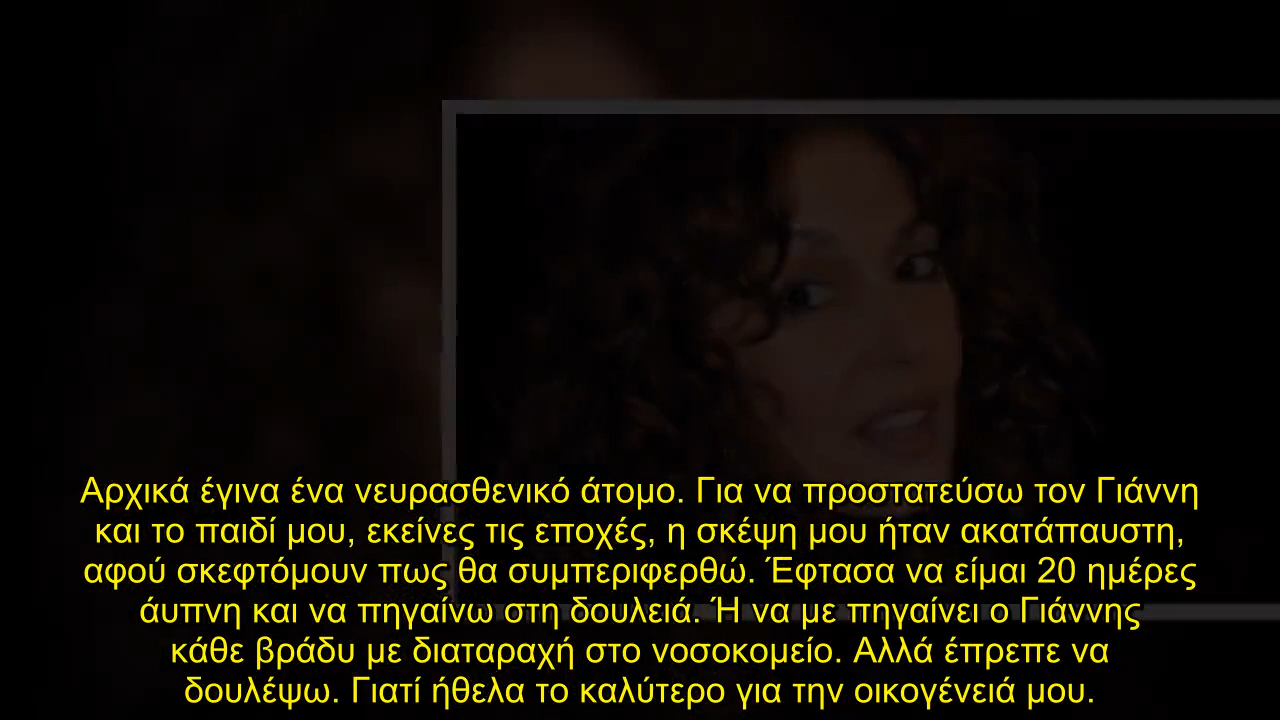 Αρχικά έγινα ένα νευρασθενικό άτομο. Για να προστατεύσω τον Γιάννη
και το παιδί μου, εκείνες τις εποχές, η σκέψη μου ήταν ακατάπαυστη,
αφού σκεφτόμουν πως θα συμπεριφερθώ. Έφτασα να είμαι 20 ημέρες
άυπνη και να πηγαίνω στη δουλειά. Ή να με πηγαίνει ο Γιάννης
κάθε βράδυ με διαταραχή στο νοσοκομείο. Αλλά έπρεπε να
δουλέψω. Γιατί ήθελα το καλύτερο για την οικογένειά μου.